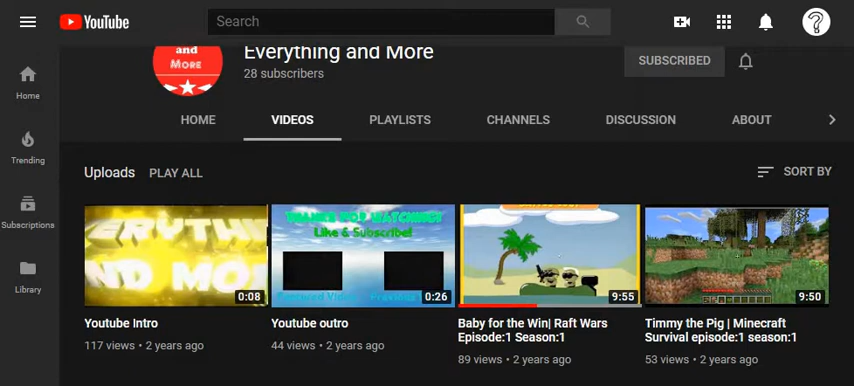 YouTube
Search
?
and
MORE
Everything and More
28 subscribers
SUBSCRIBED
Home
Trending
Subscriptions
Library
HOME VIDEOS PLAYLISTS CHANNELS DISCUSSION ABOUT
Uploads PLAY ALL
SORT BY
0:08
Like & Subscribe!
0:26
9:55
9:50
Youtube Intro
117 views • 2 years ago
Youtube outro
44 views • 2 years ago
Baby for the Win| Raft Wars
Episode:1 Season:1
89 views • 2 years ago
Timmy the Pig | Minecraft
Survival episode:1 season:1
53 views • 2 years ago